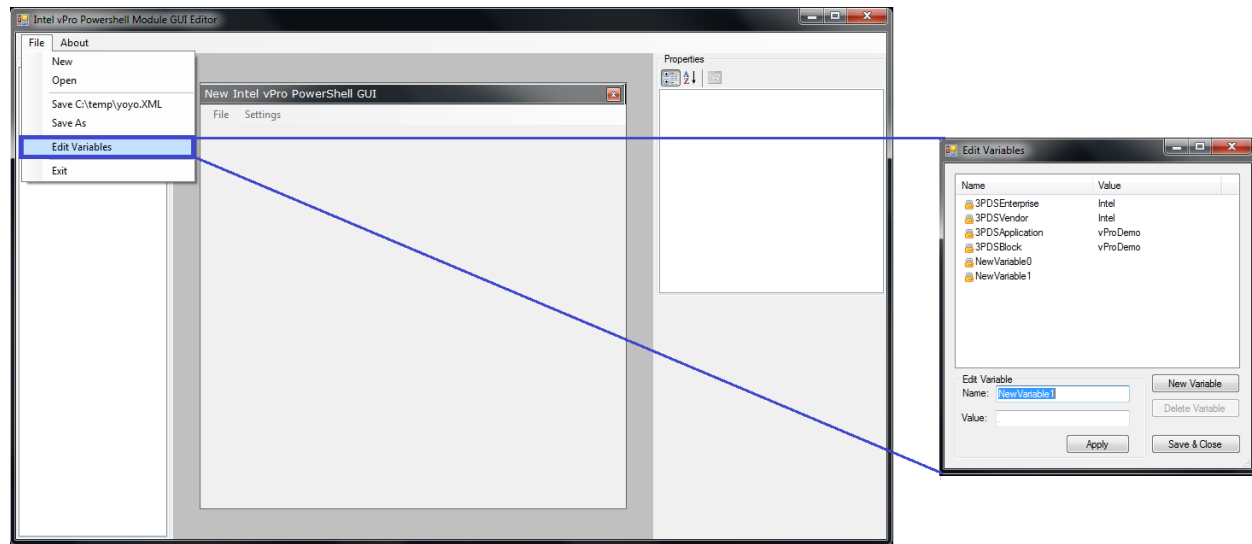 Intel vPro Powershell Module GUI Editor
File About
New
Open
Save C:\temp\yoyo.XML
Save As
Edit Variables
Exit
New Intel vPro PowerShell GUI
File Settings
Properties
Edit Variables
Name Value
3PDSEnterprise Intel
3PDSVendor Intel
3PDSApplication vProDemo
3PDSBlock vProDemo
NewVariable0
NewVariable1
Edit Variable
Name: NewVariable1
Value:
Apply
New Variable
Delete Variable
Save & Close